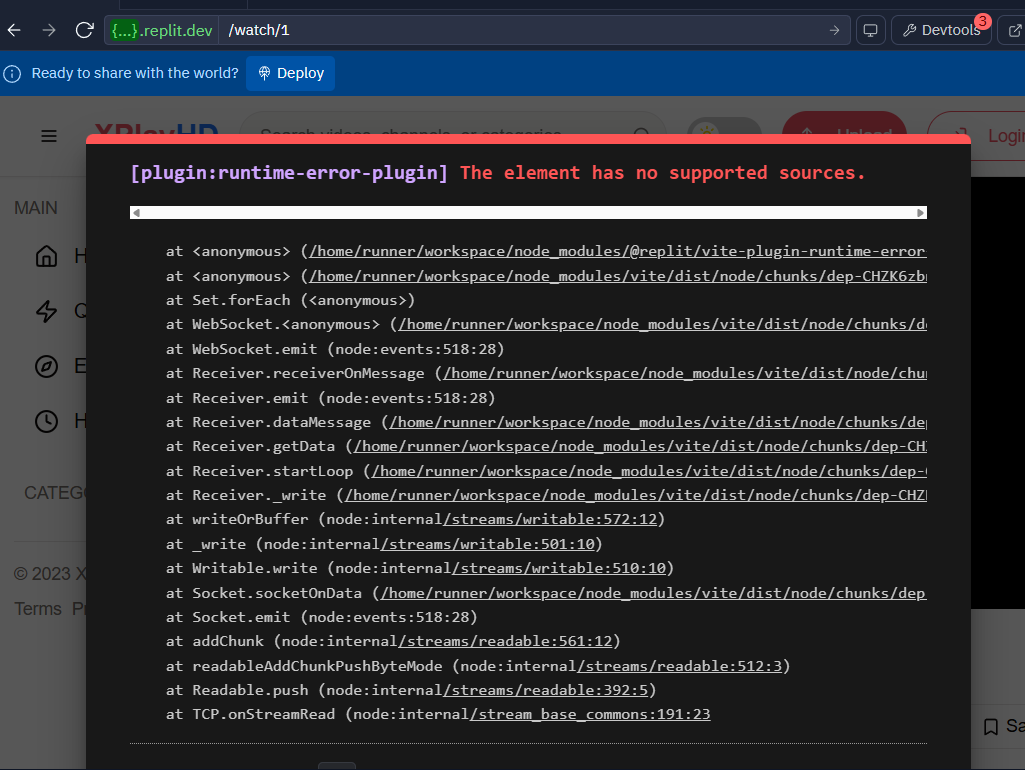 {...}.replit.dev /watch/1 Devtools 3
Ready to share with the world? Deploy
XPlayHD Search videos, channels, or categories Upload Login
[plugin:runtime-error-plugin] The element has no supported sources.
MAIN
at <anonymous> (/home/runner/workspace/node_modules/@replit/vite-plugin-runtime-error-
H
at <anonymous> (/home/runner/workspace/node_modules/vite/dist/node/chunks/dep-CHZK6zb
at Set.forEach (<anonymous>)
Q
at WebSocket.<anonymous> (/home/runner/workspace/node_modules/vite/dist/node/chunks/d
at WebSocket.emit (node:events:518:28)
E
at Receiver.receiverOnMessage (/home/runner/workspace/node_modules/vite/dist/node/chu
at Receiver.emit (node:events:518:28)
H
at Receiver.dataMessage (/home/runner/workspace/node_modules/vite/dist/node/chunks/de
at Receiver.getData (/home/runner/workspace/node_modules/vite/dist/node/chunks/dep-CH
at Receiver.startLoop (/home/runner/workspace/node_modules/vite/dist/node/chunks/dep-
CATEG
at Receiver._write (/home/runner/workspace/node_modules/vite/dist/node/chunks/dep-CHZ
at writeOrBuffer (node:internal/streams/writable:572:12)
at _write (node:internal/streams/writable:501:10)
© 2023 X
at Writable.write (node:internal/streams/writable:510:10)
at Socket.socketOnData (/home/runner/workspace/node_modules/vite/dist/node/chunks/dep
Terms Pr
at Socket.emit (node:events:518:28)
at addChunk (node:internal/streams/readable:561:12)
at readableAddChunkPushByteMode (node:internal/streams/readable:512:3)
at Readable.push (node:internal/streams/readable:392:5)
at TCP.onStreamRead (node:internal/stream_base_commons:191:23
Sa